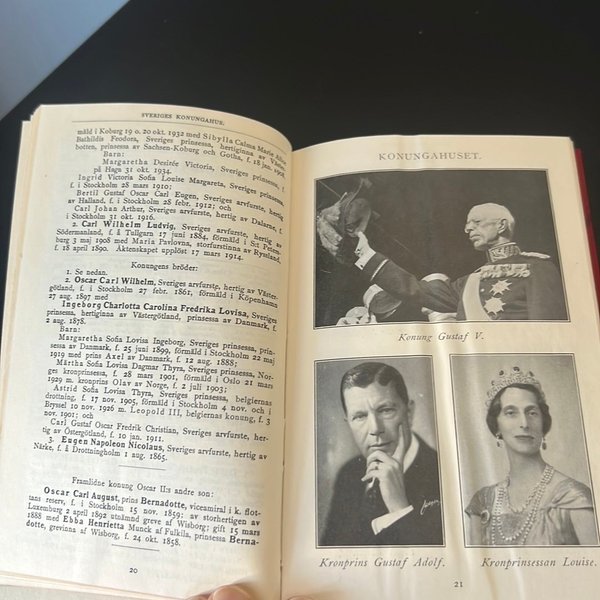 SVERIGES KONUNGAHUS.
mäld i Koburg 19 o. 20 okt. 1932 med Sibylla Calma Marie Alice
Bathildis Feodora, Sveriges prinsessa, hertiginna av Väster-
botten, prinsessa av Sachsen-Koburg och Gotha, f. 18 jan. 1908.
Barn:
Margaretha Desirée Victoria, Sveriges prinsessa, f.
på Haga 31 okt. 1934.
Ingrid Victoria Sofia Louise Margareta, Sveriges prinsessa,
f. i Stockholm 28 mars 1910;
Bertil Gustaf Oscar Carl Eugen, Sveriges arvfurste, hertig
av Halland, f. i Stockholm 28 febr. 1912; och
Carl Johan Arthur, Sveriges arvfurste, hertig av Dalarne, f.
i Stockholm 31 okt. 1916.
2. Carl Wilhelm Ludvig, Sveriges arvfurste, hertig av
Södermanland, f. å Tullgarn 17 juni 1884, förmäld i S:t Peters-
burg 3 maj 1908 med Maria Pavlovna, storfurstinna av Ryssland,
f. 18 april 1890. Äktenskapet upplöst 17 mars 1914.
Konungens bröder:
1. Se nedan.
2. Oscar Carl Wilhelm, Sveriges arvfurste, hertig av Väster-
götland, f. i Stockholm 27 febr. 1861, förmäld i Köpenhamn
27 aug. 1897 med
Ingeborg Charlotta Carolina Fredrika Lovisa, Sveriges
prinsessa, hertiginna av Västergötland, prinsessa av Danmark, f.
2 aug. 1878.
Barn:
Margaretha Sofia Lovisa Ingeborg, Sveriges prinsessa, prin-
sessa av Danmark, f. 25 juni 1899, förmäld i Stockholm 22 maj
1919 med prins Axel av Danmark, f. 12 aug. 1888;
Märtha Sofia Lovisa Dagmar Thyra, Sveriges prinsessa, Nor-
ges kronprinsessa, f. 28 mars 1901, förmäld i Oslo 21 mars
1929 m. kronprins Olav av Norge, f. 2 juli 1903;
Astrid Sofia Lovisa Thyra, Sveriges prinsessa, belgiernas
drottning, f. 17 nov. 1905, förmäld i Stockholm 4 nov. och i
Bryssel 10 nov. 1926 m. Leopold III, belgiernas konung, f. 3
nov. 1901; och
Carl Gustaf Oscar Fredrik Christian, Sveriges arvfurste, her-
tig av Östergötland, f. 10 jan. 1911.
3. Eugen Napoleon Nicolaus, Sveriges arvfurste, hertig av
Närke, f. å Drottningholm 1 aug. 1865.
Framlidne konung Oscar II:s andre son:
Oscar Carl August, prins Bernadotte, viceamiral i k. flot-
tans reserv, f. i Stockholm 15 nov. 1859; av storhertigen av
Luxemburg 2 april 1892 utnämnd greve af Wisborg; gift 15 mars
1888 med Ebba Henrietta Munck af Fulkila, prinsessa Berna-
dotte, grevinna af Wisborg, f. 24 okt. 1858.
20
KONUNGAHUSET.
Konung Gustaf V.
Kronprins Gustaf Adolf.
Kronprinsessan Louise.
21